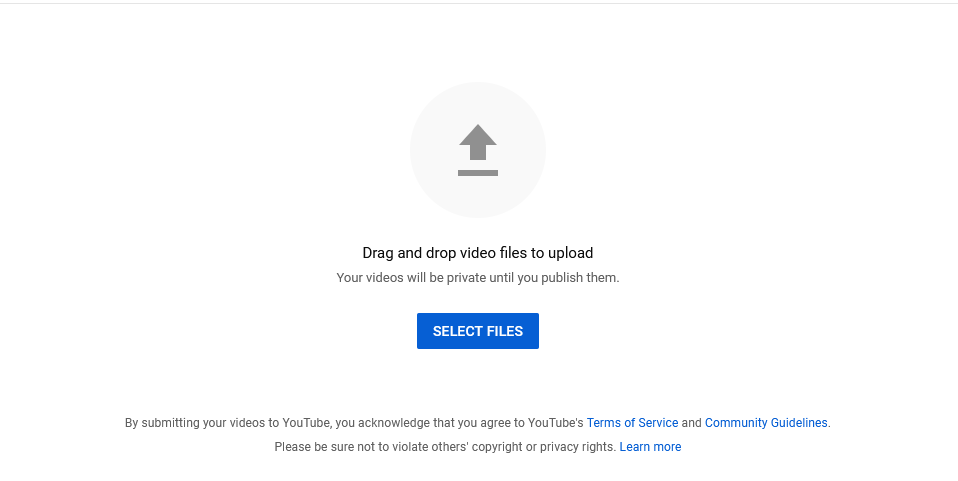 Drag and drop video files to upload
Your videos will be private until you publish them.
SELECT FILES
By submitting your videos to YouTube, you acknowledge that you agree to YouTube's Terms of Service and Community Guidelines.
Please be sure not to violate others' copyright or privacy rights. Learn more